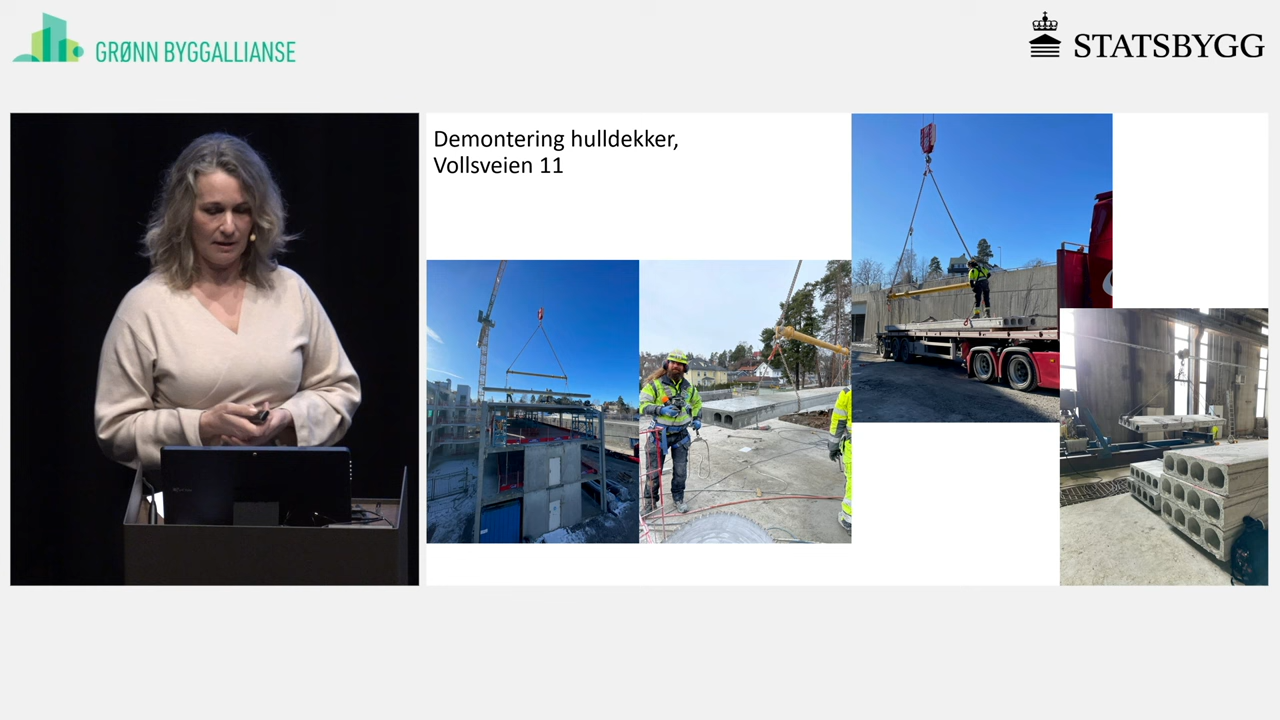 GRØNN BYGGALLIANSE
STATSBYGG
Demontering hulldekker,
Vollsveien 11